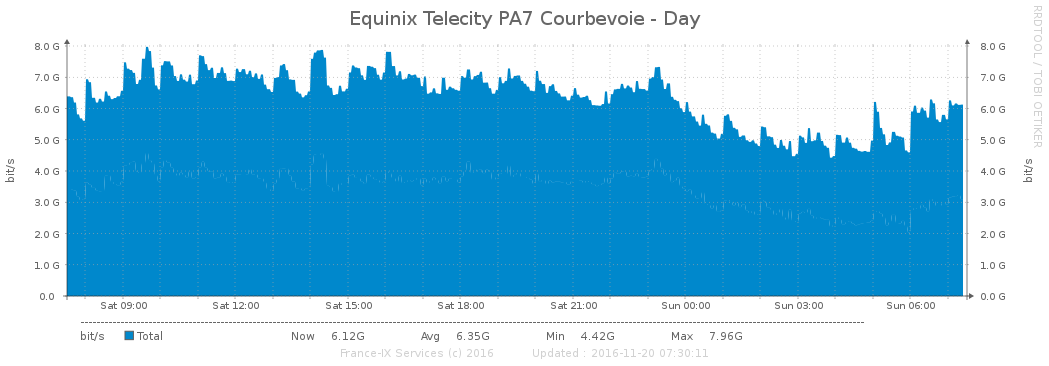 Equinix Telecity PA7 Courbevoie - Day
RRDTOOL / TOBI OETIKER
8.0 G 8.0 G
7.0 G 7.0 G
6.0 G 6.0 G
5.0 G 5.0 G
4.0 G 4.0 G
3.0 G 3.0 G
2.0 G 2.0 G
1.0 G 1.0 G
0.0 0.0 G
bit/s bit/s
Sat 09:00 Sat 12:00 Sat 15:00 Sat 18:00 Sat 21:00 Sun 00:00 Sun 03:00 Sun 06:00
bit/s Total Now 6.12G Avg 6.35G Min 4.42G Max 7.96G
France-IX Services (c) 2016 Updated : 2016-11-20 07:30:11